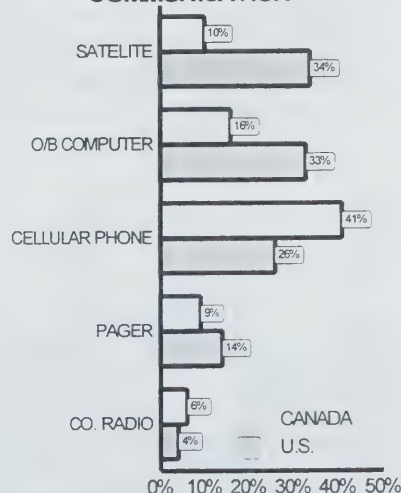 SATELITE
10%
34%
O/B COMPUTER
16%
33%
CELLULAR PHONE
41%
26%
PAGER
9%
14%
CO. RADIO
6%
4%
CANADA
U.S.
0% 10% 20% 30% 40% 50%